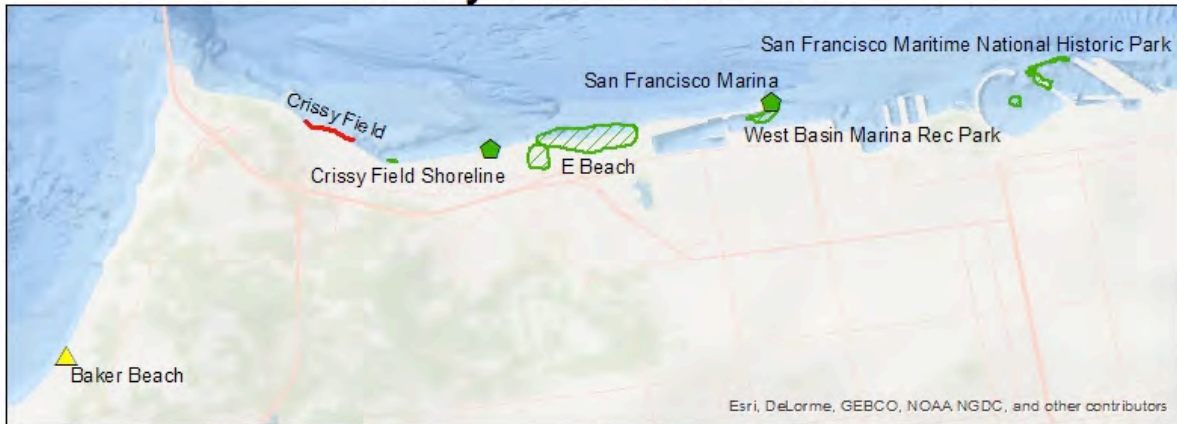 San Francisco Maritime National Historic Park
San Francisco Marina
Crissy Field
West Basin Marina Rec Park
E Beach
Crissy Field Shoreline
Baker Beach
Esri, DeLorme, GEBCO, NOAA NGDC, and other contributors